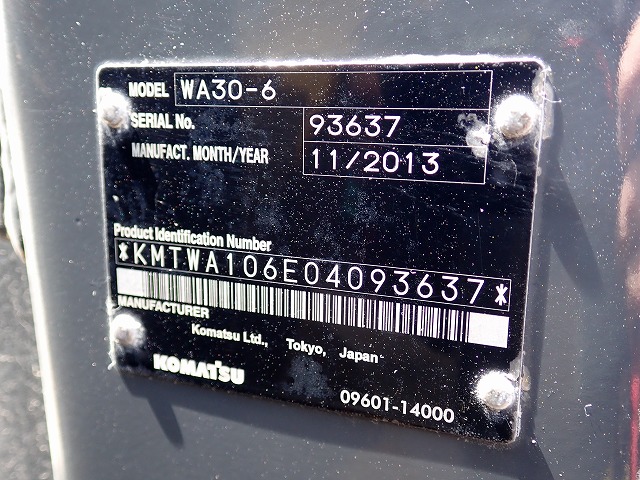 MODEL WA30-6
SERIAL No. 93637
MANUFACT. MONTH/YEAR 11/2013
Product Identification Number
*KMTWA106E04093637*
MANUFACTURER
Komatsu Ltd., Tokyo, Japan
KOMATSU
09601-14000